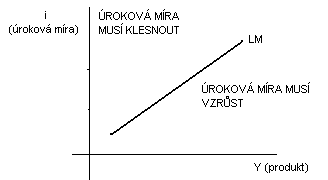 i
(úroková míra)
ÚROKOVÁ MÍRA
MUSÍ KLESNOUT
LM
ÚROKOVÁ MÍRA MUSÍ
VZRŮST
Y (produkt)